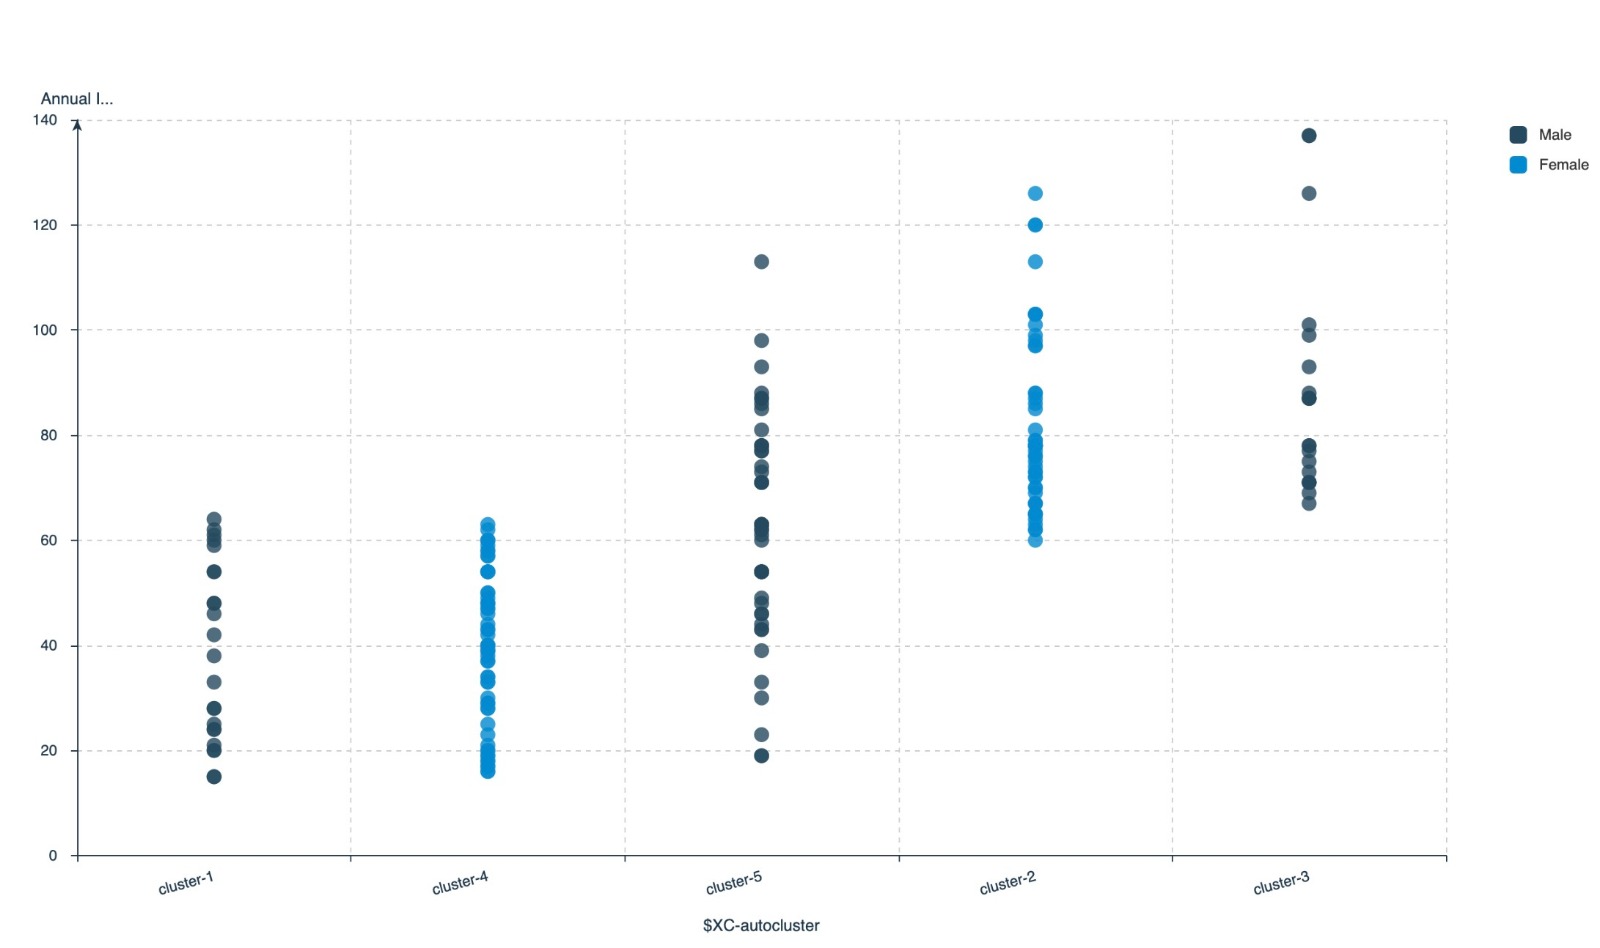 Annual I...
140
120
100
80
60
40
20
0
cluster-1
cluster-4
cluster-5
cluster-2
cluster-3
$XC-autocluster
Male
Female